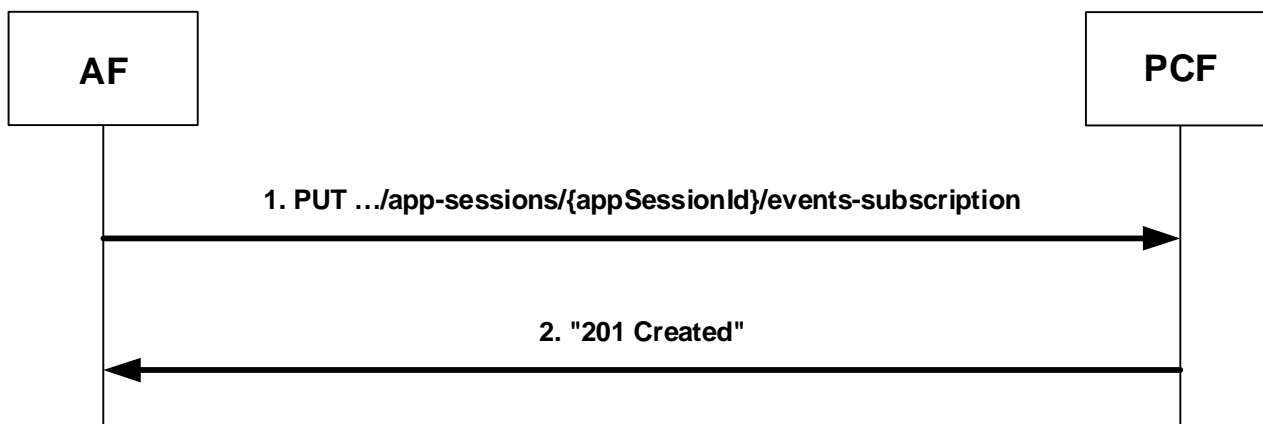 AF
PCF
1. PUT …/app-sessions/{appSessionId}/events-subscription
2. "201 Created"